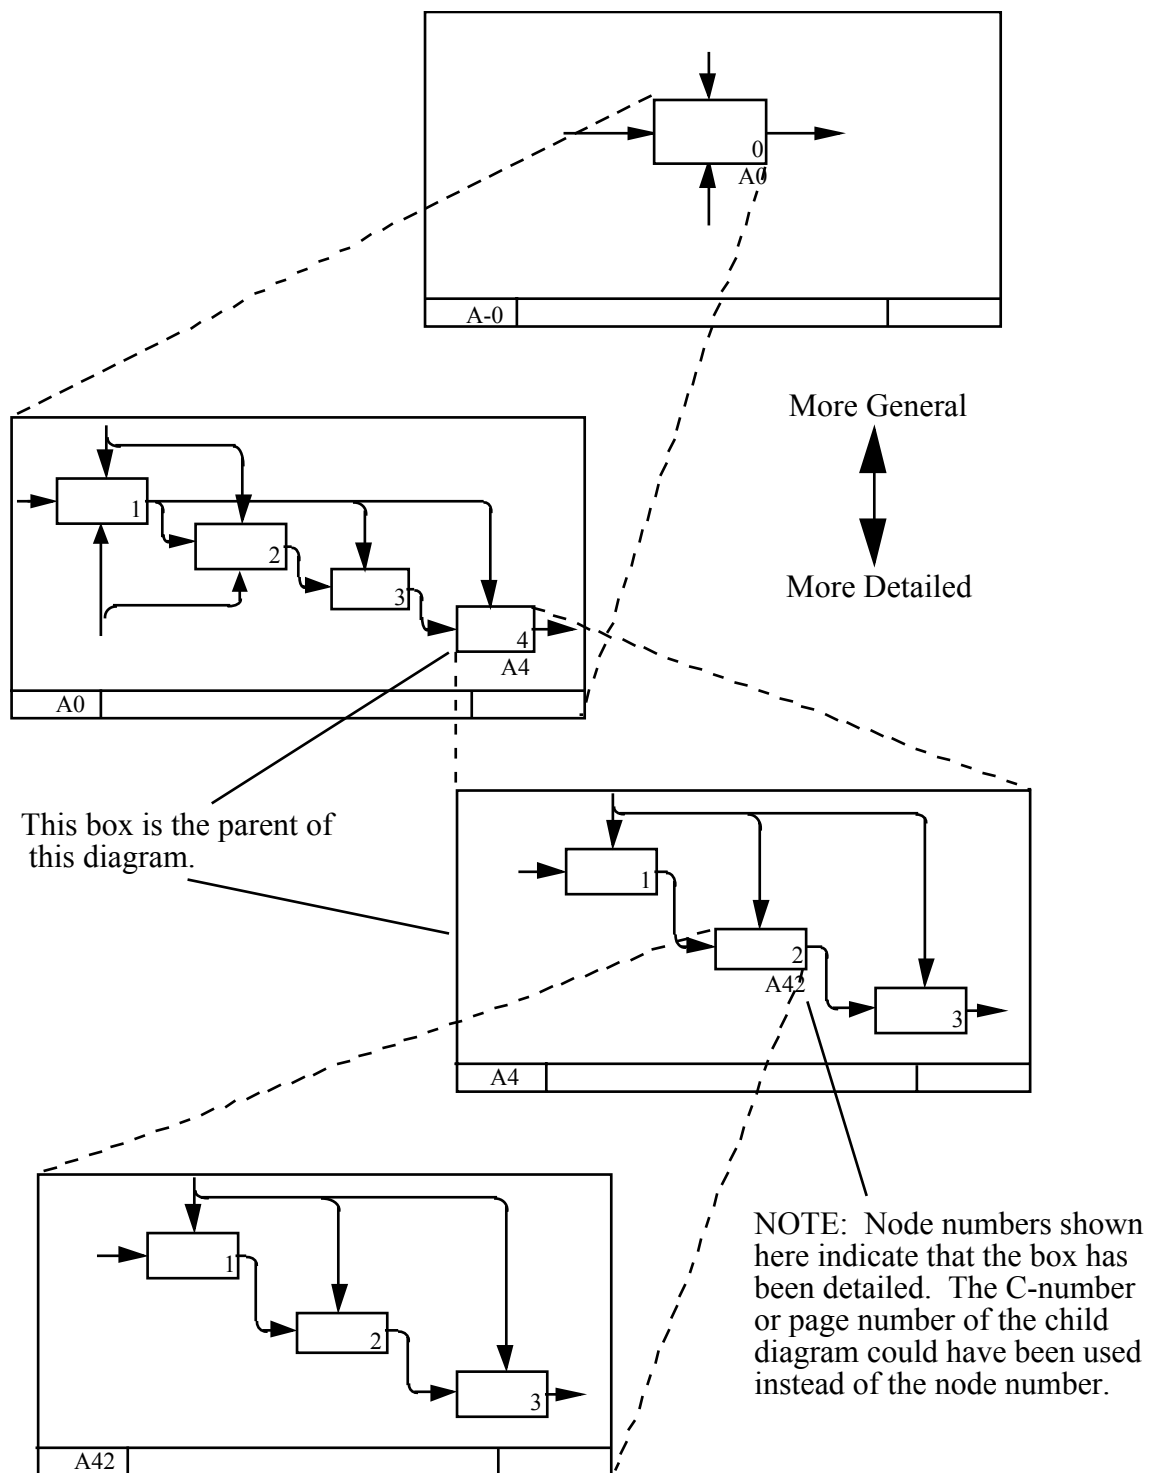 0
A0
A-0
More General
More Detailed
1
2
3
4
A4
A0
This box is the parent of
this diagram.
1
2
A42
3
A4
NOTE:  Node numbers shown
here indicate that the box has
been detailed.  The C-number
or page number of the child
diagram could have been used
instead of the node number.
1
2
3
A42